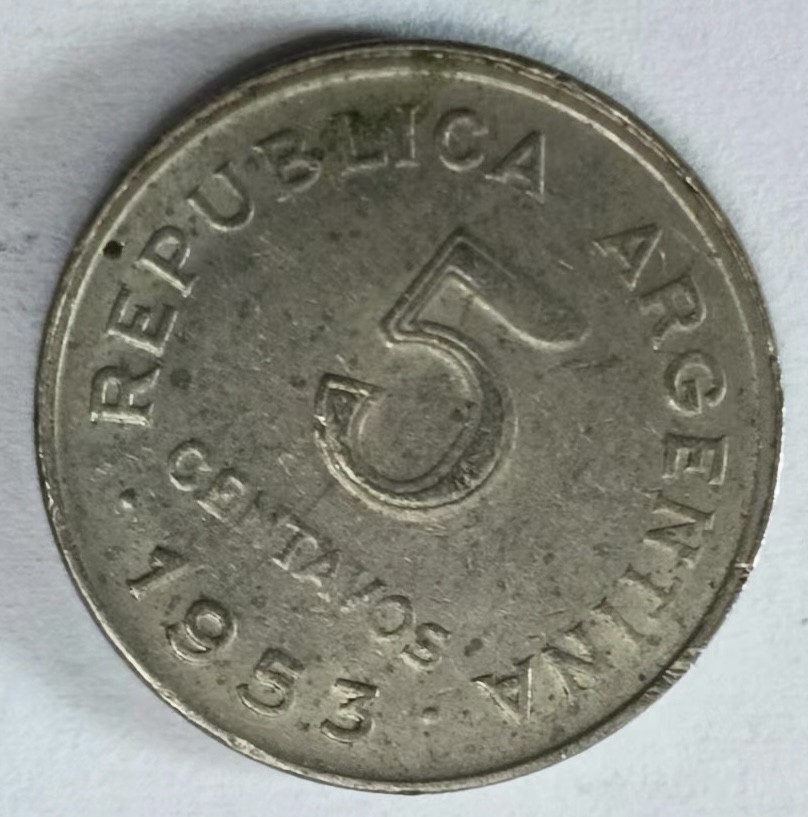 REPUBLICA ARGENTINA
5
CENTAVOS
· 1953 ·